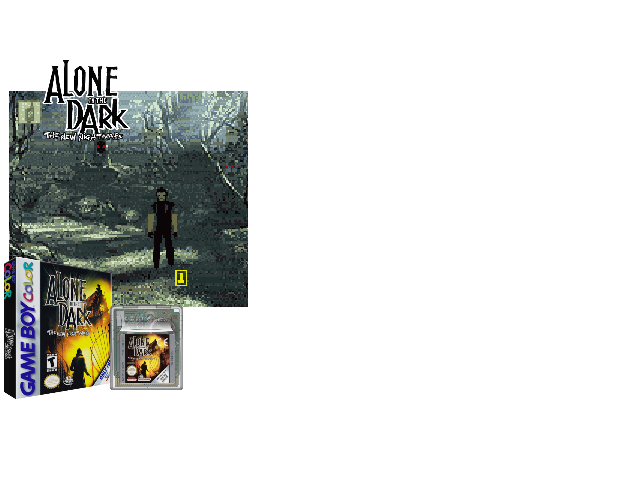 ALONE
IN THE
DARK
THE NEW NIGHTMARE
COLOR
GAME BOY COLOR
ALONE
IN THE
DARK
THE NEW NIGHTMARE
T
ALONE
IN THE
DARK